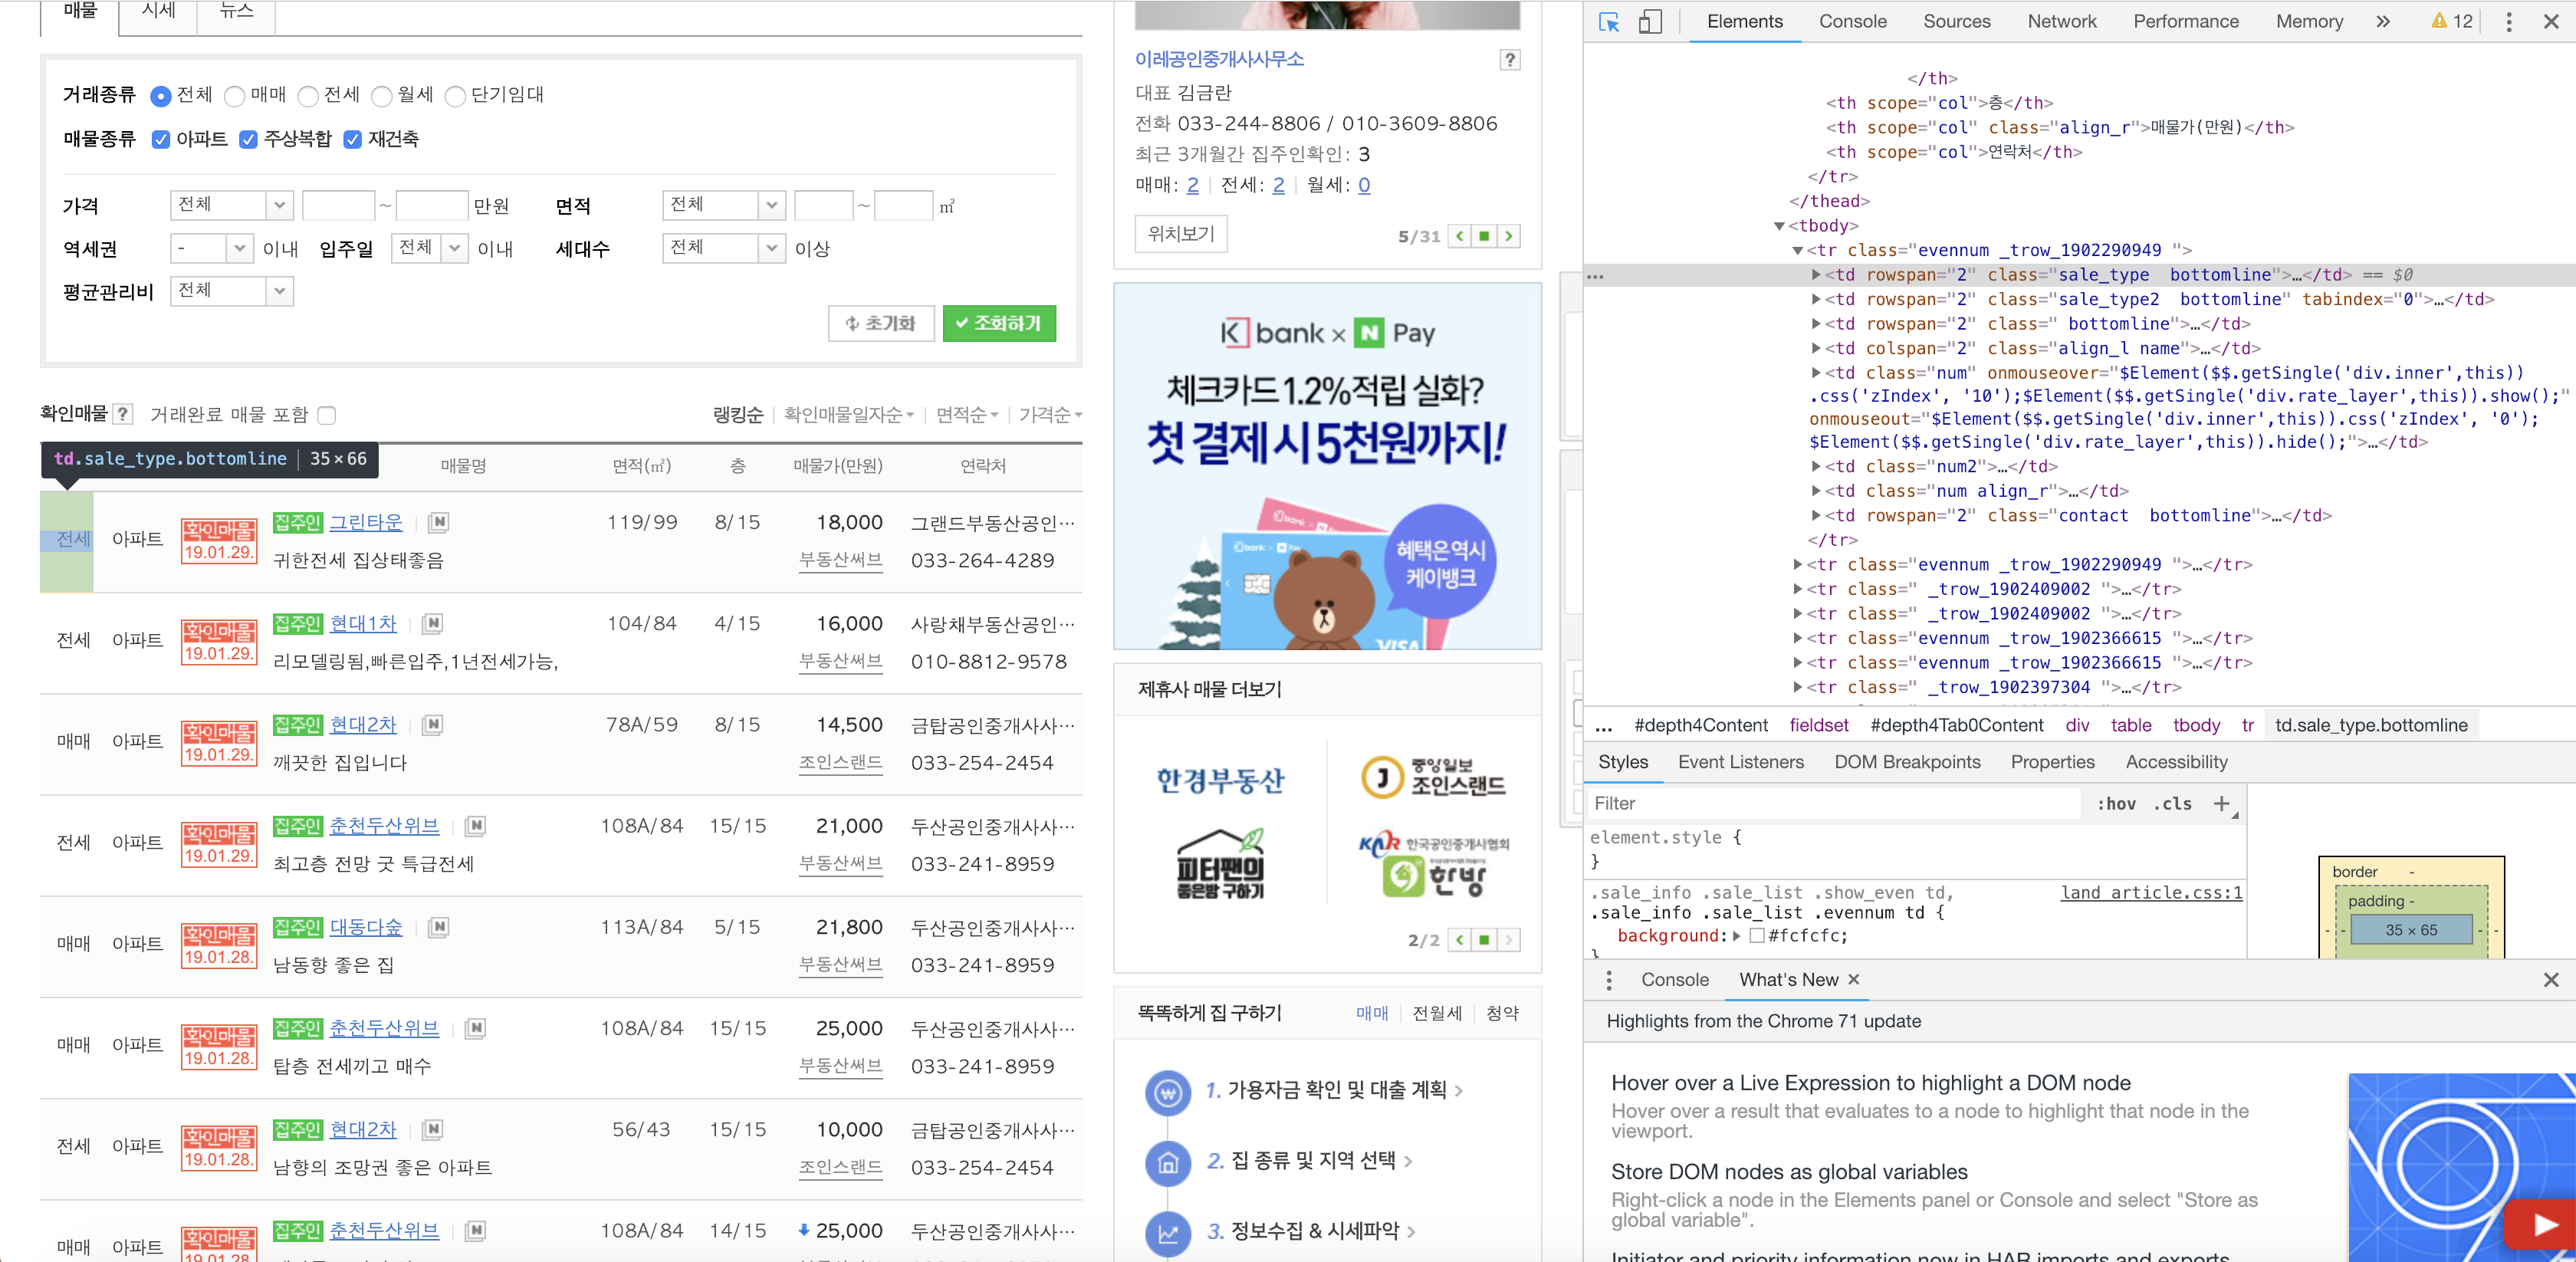 매물 시세 뉴스
거래종류 전체 매매 전세 월세 단기임대
매물종류 아파트 주상복합 재건축
가격 전체 ~ 만원 면적 전체 ~ ㎡
역세권 - 이내 입주일 전체 이내 세대수 전체 이상
평균관리비 전체
초기화 조회하기
확인매물 ? 거래완료 매물 포함 랭킹순 확인매물일자순 면적순 가격순
td.sale_type.bottomline 35×66
매물명 면적(㎡) 층 매물가(만원) 연락처
전세 아파트 확인매물 19.01.29. 집주인 그린타운 N 119/99 8/15 18,000 그랜드부동산공인…
귀한전세 집상태좋음 부동산써브 033-264-4289
전세 아파트 확인매물 19.01.29. 집주인 현대1차 N 104/84 4/15 16,000 사랑채부동산공인…
리모델링됨,빠른입주,1년전세가능, 부동산써브 010-8812-9578
매매 아파트 확인매물 19.01.29. 집주인 현대2차 N 78A/59 8/15 14,500 금탑공인중개사사…
깨끗한 집입니다 조인스랜드 033-254-2454
전세 아파트 확인매물 19.01.29. 집주인 춘천두산위브 N 108A/84 15/15 21,000 두산공인중개사사…
최고층 전망 굿 특급전세 부동산써브 033-241-8959
매매 아파트 확인매물 19.01.28. 집주인 대동다숲 N 113A/84 5/15 21,800 두산공인중개사사…
남동향 좋은 집 부동산써브 033-241-8959
매매 아파트 확인매물 19.01.28. 집주인 춘천두산위브 N 108A/84 15/15 25,000 두산공인중개사사…
탑층 전세끼고 매수 부동산써브 033-241-8959
전세 아파트 확인매물 19.01.28. 집주인 현대2차 N 56/43 15/15 10,000 금탑공인중개사사…
남향의 조망권 좋은 아파트 조인스랜드 033-254-2454
매매 아파트 확인매물 19.01.28 집주인 춘천두산위브 N 108A/84 14/15 25,000 두산공인중개사사…
이레공인중개사사무소 ?
대표 김금란
전화 033-244-8806 / 010-3609-8806
최근 3개월간 집주인확인: 3
매매: 2 전세: 2 월세: 0
위치보기 5/31
K bank × N Pay
체크카드 1.2%적립 실화?
첫 결제 시 5천원까지!
혜택은 역시
케이뱅크
K bank × N Pay
VISA
제휴사 매물 더보기
한경부동산
중앙일보
조인스랜드
피터팬의
좋은방 구하기
KAR 한국공인중개사협회
한방
2/2
똑똑하게 집 구하기 매매 전월세 청약
1. 가용자금 확인 및 대출 계획
2. 집 종류 및 지역 선택
3. 정보수집 & 시세파악
Elements Console Sources Network Performance Memory » 12
</th>
<th scope="col">층</th>
<th scope="col" class="align_r">매물가(만원)</th>
<th scope="col">연락처</th>
</tr>
</thead>
<tbody>
<tr class="evennum _trow_1902290949 ">
… <td rowspan="2" class="sale_type  bottomline">…</td> == $0
<td rowspan="2" class="sale_type2  bottomline" tabindex="0">…</td>
<td rowspan="2" class=" bottomline">…</td>
<td colspan="2" class="align_l name">…</td>
<td class="num" onmouseover="$Element($$.getSingle('div.inner',this))
.css('zIndex', '10');$Element($$.getSingle('div.rate_layer',this)).show();"
onmouseout="$Element($$.getSingle('div.inner',this)).css('zIndex', '0');
$Element($$.getSingle('div.rate_layer',this)).hide();">…</td>
<td class="num2">…</td>
<td class="num align_r">…</td>
<td rowspan="2" class="contact  bottomline">…</td>
</tr>
<tr class="evennum _trow_1902290949 ">…</tr>
<tr class=" _trow_1902409002 ">…</tr>
<tr class=" _trow_1902409002 ">…</tr>
<tr class="evennum _trow_1902366615 ">…</tr>
<tr class="evennum _trow_1902366615 ">…</tr>
<tr class=" _trow_1902397304 ">…</tr>
... #depth4Content fieldset #depth4Tab0Content div table tbody tr td.sale_type.bottomline
Styles Event Listeners DOM Breakpoints Properties Accessibility
Filter :hov .cls +
element.style {
}
.sale_info .sale_list .show_even td, land_article.css:1
.sale_info .sale_list .evennum td {
background: #fcfcfc;
}
border -
padding -
- - 35 × 65 - -
Console What's New ×
Highlights from the Chrome 71 update
Hover over a Live Expression to highlight a DOM node
Hover over a result that evaluates to a node to highlight that node in the
viewport.
Store DOM nodes as global variables
Right-click a node in the Elements panel or Console and select "Store as
global variable".
Initiator and priority information now in HAR imports and exports